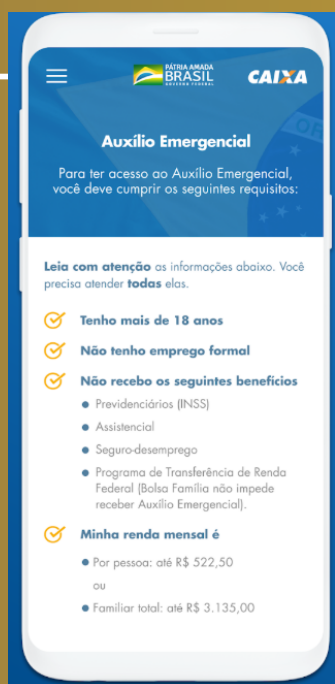 PÁTRIA AMADA
BRASIL
GOVERNO FEDERAL
CAIXA
Auxílio Emergencial
Para ter acesso ao Auxílio Emergencial,
você deve cumprir os seguintes requisitos:
Leia com atenção as informações abaixo. Você
precisa atender todas elas.
Tenho mais de 18 anos
Não tenho emprego formal
Não recebo os seguintes benefícios
• Previdenciários (INSS)
• Assistencial
• Seguro-desemprego
• Programa de Transferência de Renda
Federal (Bolsa Família não impede
receber Auxílio Emergencial).
Minha renda mensal é
• Por pessoa: até R$ 522,50
ou
• Familiar total: até R$ 3.135,00